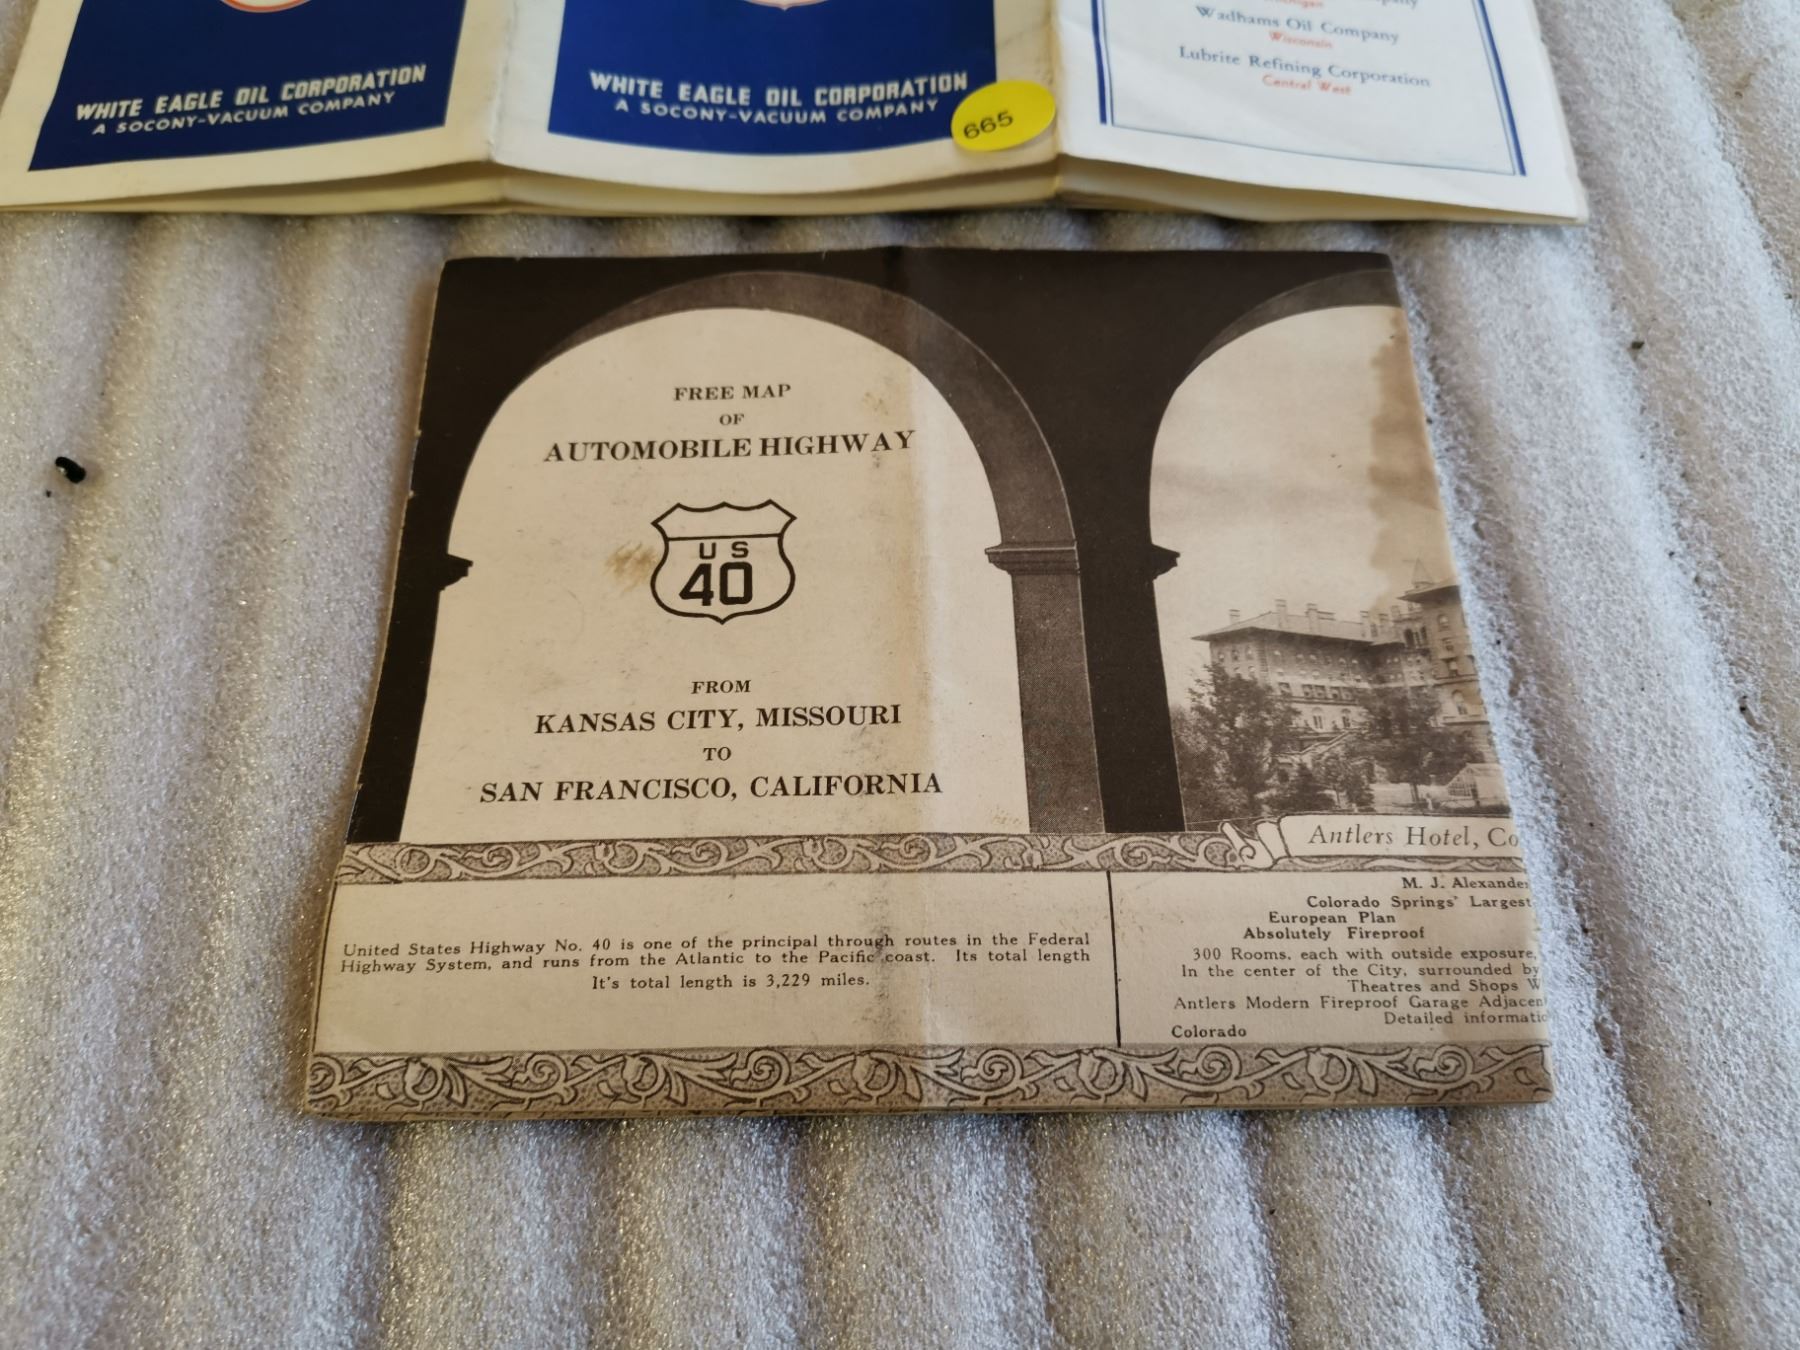 WHITE EAGLE OIL CORPORATION
A SOCONY-VACUUM COMPANY
WHITE EAGLE OIL CORPORATION
A SOCONY-VACUUM COMPANY
665
Wadhams Oil Company
Wisconsin
Lubrite Refining Corporation
Central West
FREE MAP
OF
AUTOMOBILE HIGHWAY
US
40
FROM
KANSAS CITY, MISSOURI
TO
SAN FRANCISCO, CALIFORNIA
Antlers Hotel, Co
United States Highway No. 40 is one of the principal through routes in the Federal
Highway System, and runs from the Atlantic to the Pacific coast. Its total length
It's total length is 3,229 miles.
M. J. Alexander
Colorado Springs' Largest
European Plan
Absolutely Fireproof
300 Rooms, each with outside exposure,
In the center of the City, surrounded by
Theatres and Shops W
Antlers Modern Fireproof Garage Adjacen
Detailed informatio
Colorado